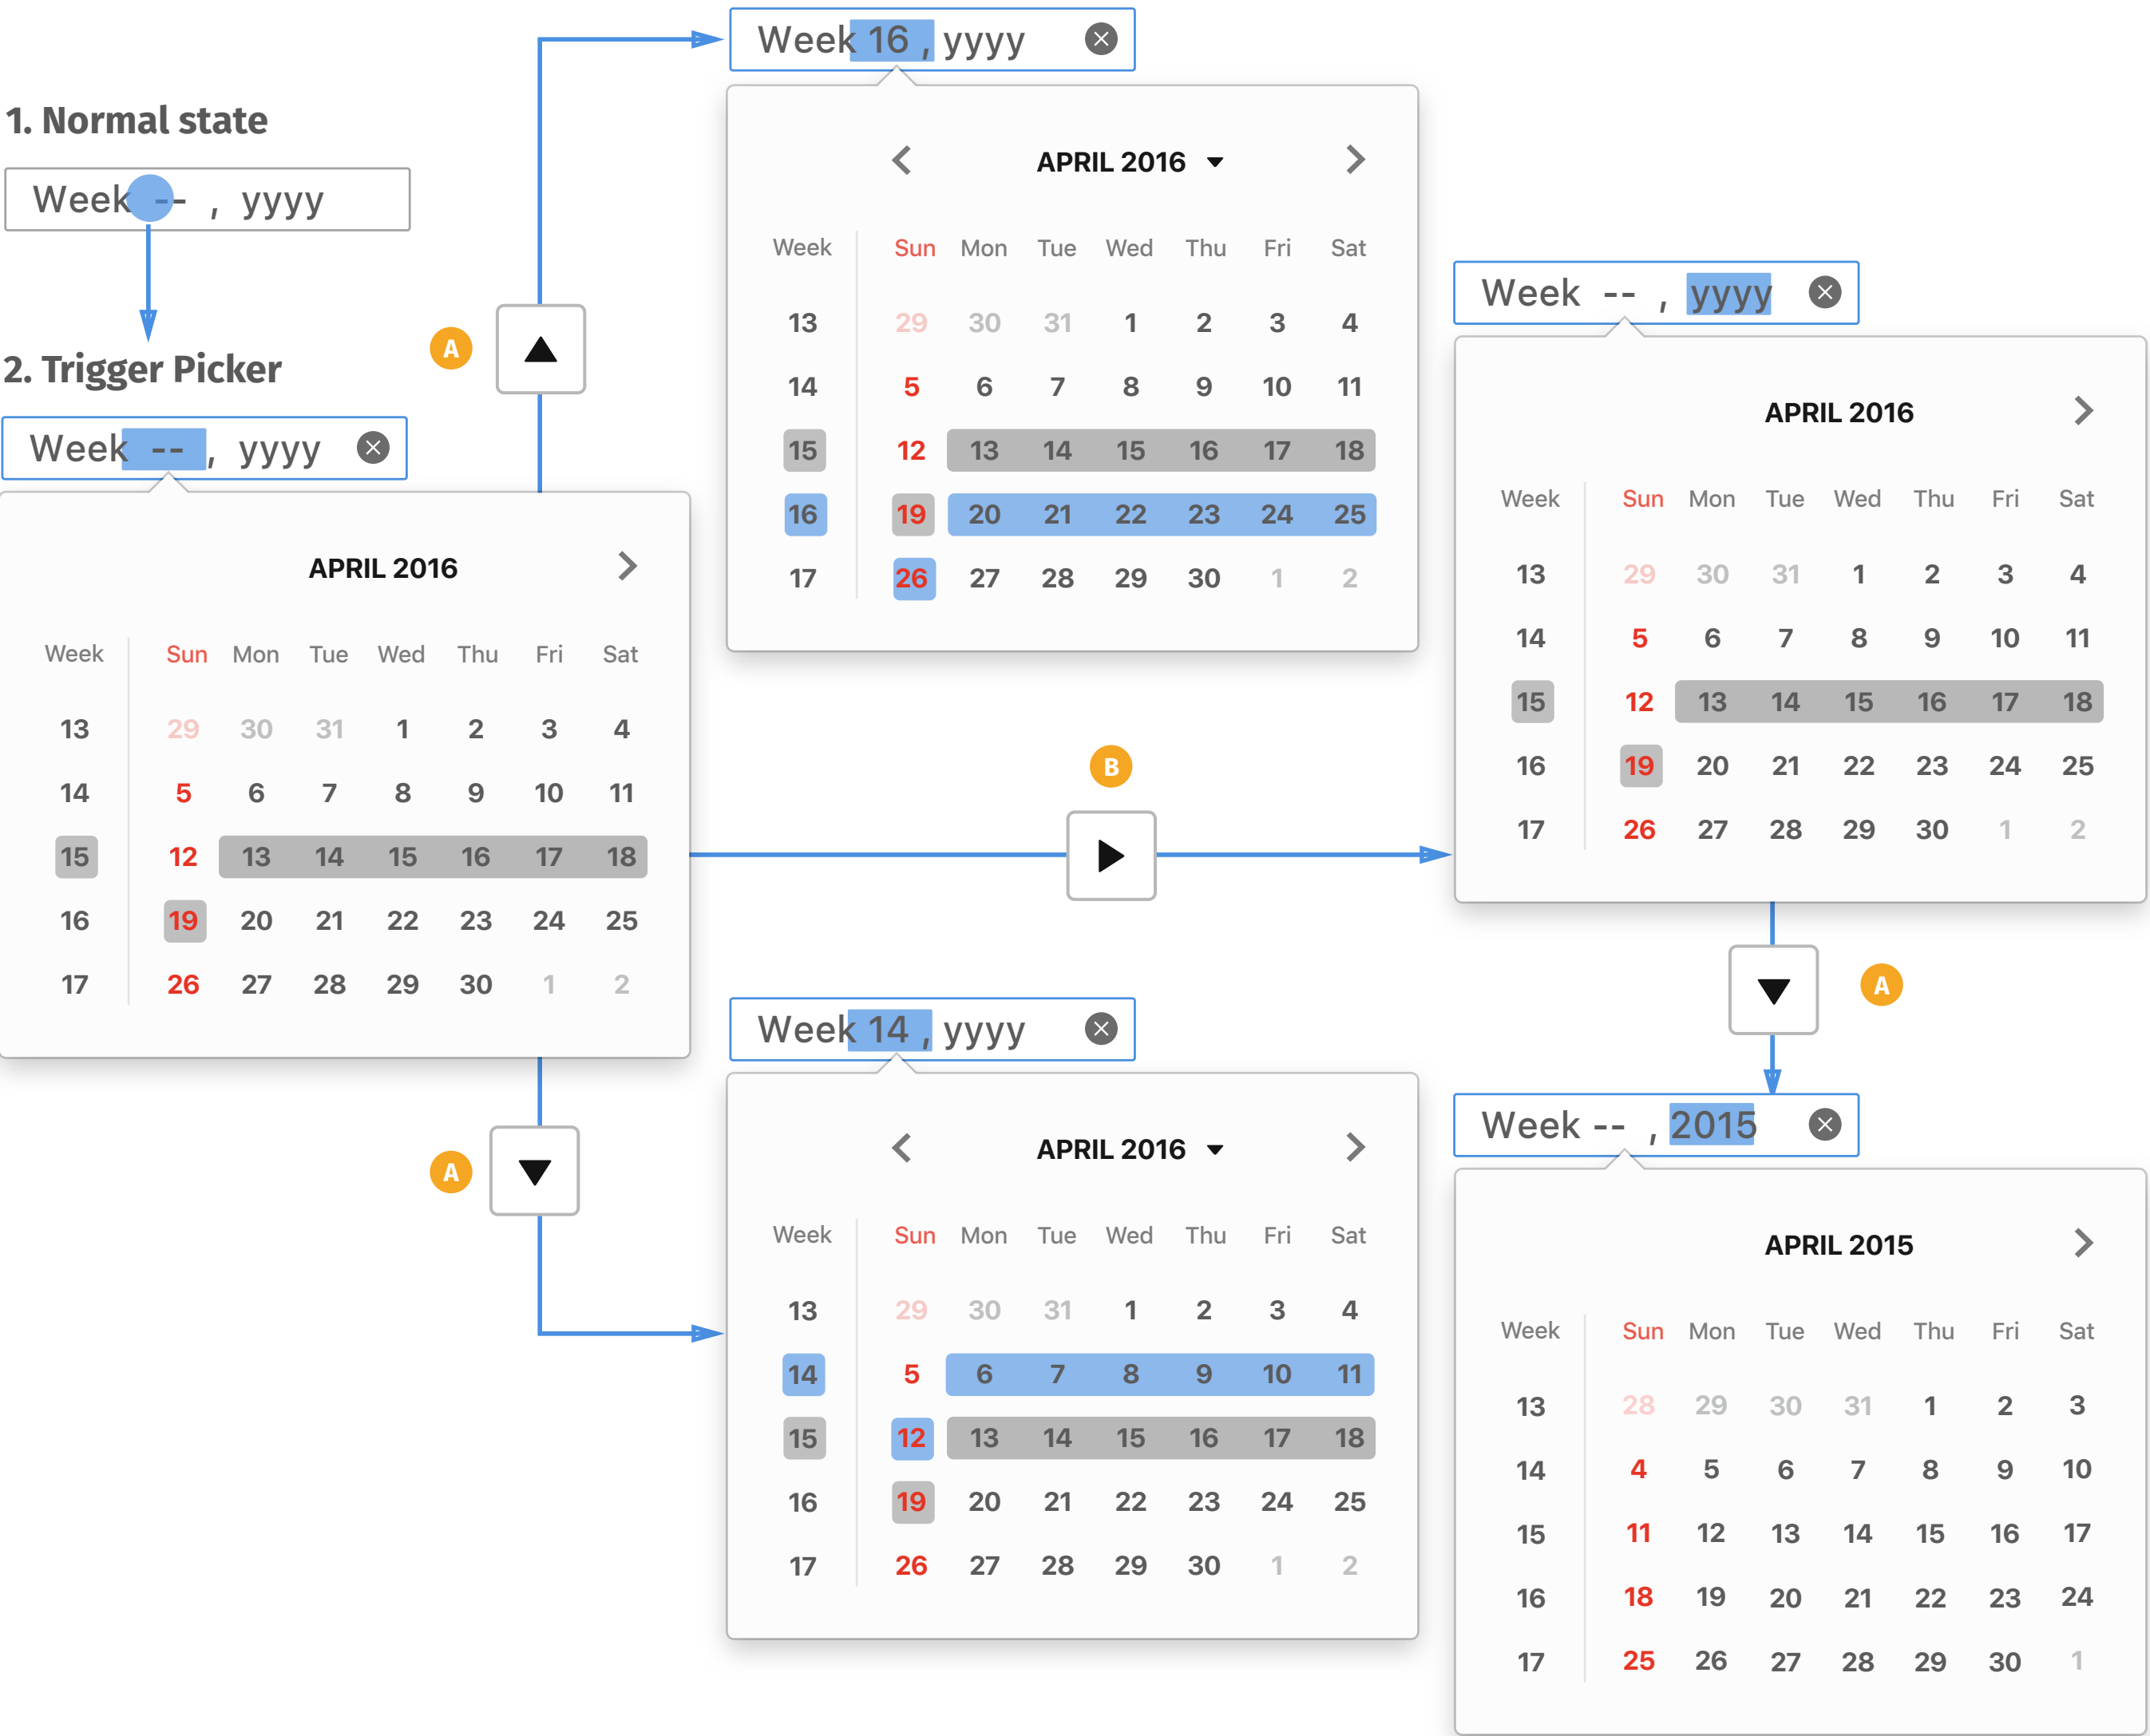 1. Normal state
Week -- , yyyy
2. Trigger Picker
Week -- , yyyy
APRIL 2016
Week Sun Mon Tue Wed Thu Fri Sat
13 29 30 31 1 2 3 4
14 5 6 7 8 9 10 11
15 12 13 14 15 16 17 18
16 19 20 21 22 23 24 25
17 26 27 28 29 30 1 2
A
Week 16 , yyyy
APRIL 2016
Week Sun Mon Tue Wed Thu Fri Sat
13 29 30 31 1 2 3 4
14 5 6 7 8 9 10 11
15 12 13 14 15 16 17 18
16 19 20 21 22 23 24 25
17 26 27 28 29 30 1 2
B
Week -- , yyyy
APRIL 2016
Week Sun Mon Tue Wed Thu Fri Sat
13 29 30 31 1 2 3 4
14 5 6 7 8 9 10 11
15 12 13 14 15 16 17 18
16 19 20 21 22 23 24 25
17 26 27 28 29 30 1 2
A
Week 14 , yyyy
APRIL 2016
Week Sun Mon Tue Wed Thu Fri Sat
13 29 30 31 1 2 3 4
14 5 6 7 8 9 10 11
15 12 13 14 15 16 17 18
16 19 20 21 22 23 24 25
17 26 27 28 29 30 1 2
A
Week -- , 2015
APRIL 2015
Week Sun Mon Tue Wed Thu Fri Sat
13 28 29 30 31 1 2 3
14 4 5 6 7 8 9 10
15 11 12 13 14 15 16 17
16 18 19 20 21 22 23 24
17 25 26 27 28 29 30 1